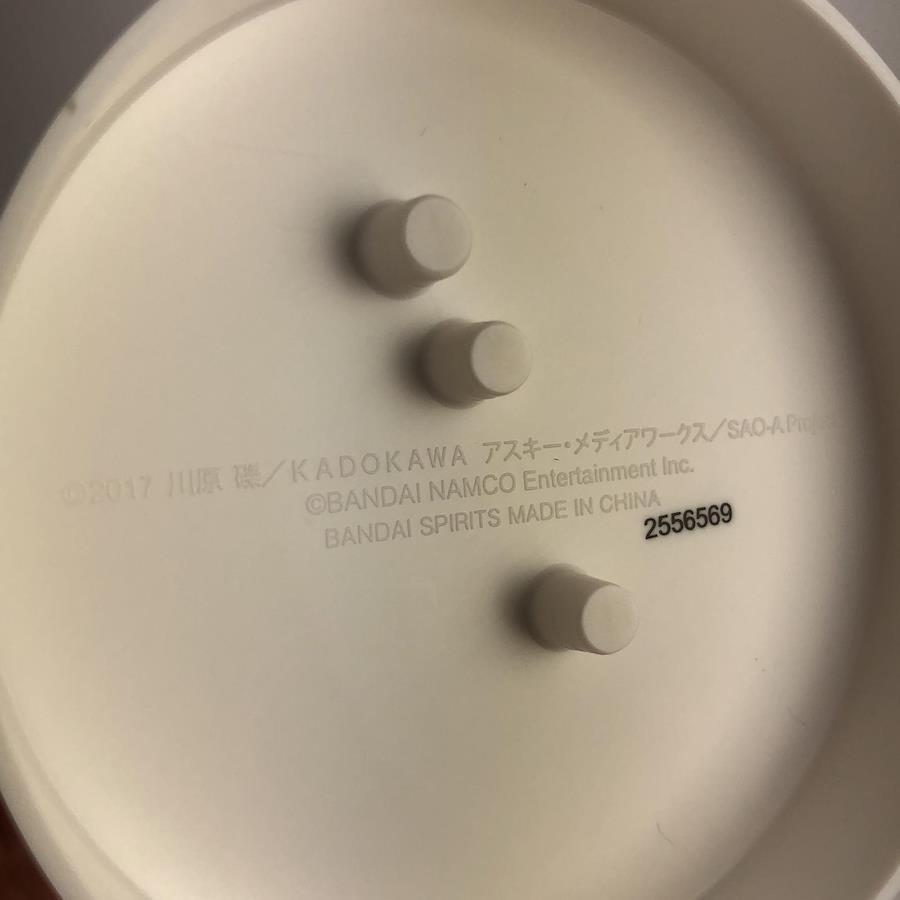 ©2017 川原 礫／KADOKAWA アスキー・メディアワークス／SAO-A Project
©BANDAI NAMCO Entertainment Inc.
BANDAI SPIRITS MADE IN CHINA
2556569